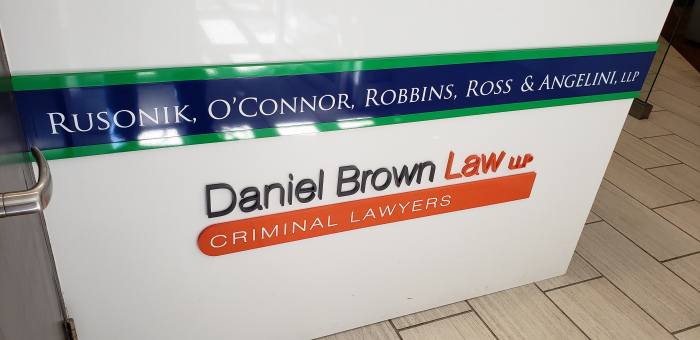 RUSONIK, O'CONNOR, ROBBINS, ROSS & ANGELINI, LLP
Daniel Brown Law LLP
CRIMINAL LAWYERS